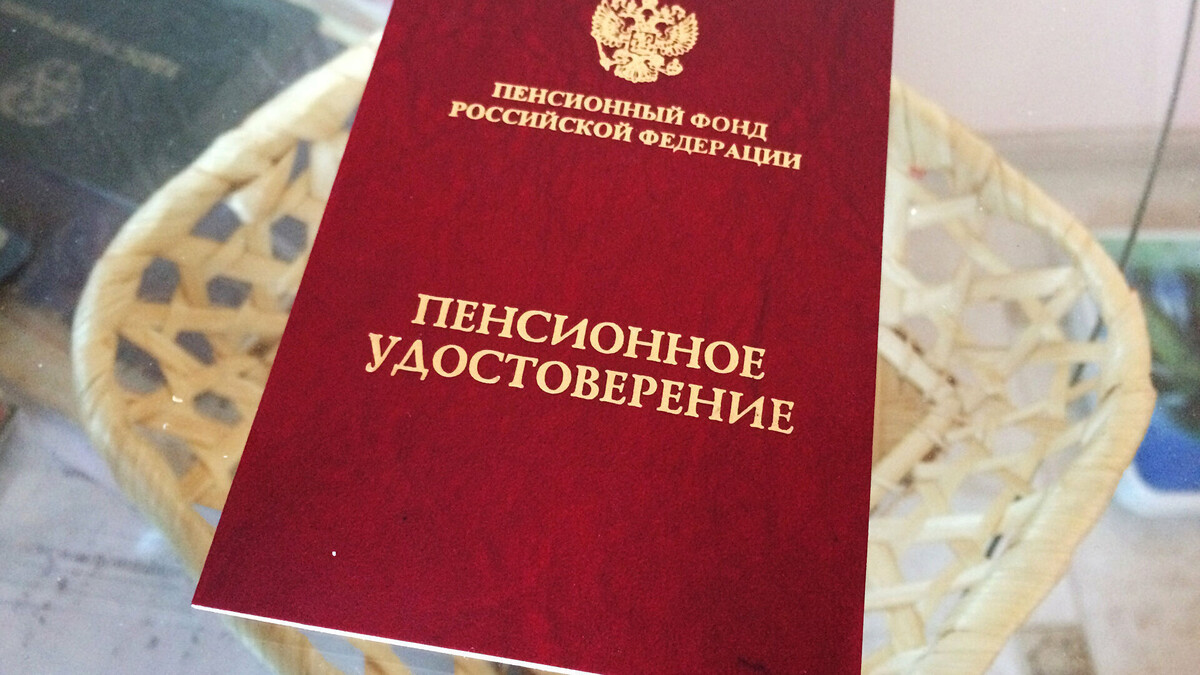 ПЕНСИОННЫЙ ФОНД
РОССИЙСКОЙ ФЕДЕРАЦИИ
ПЕНСИОННОЕ
УДОСТОВЕРЕНИЕ